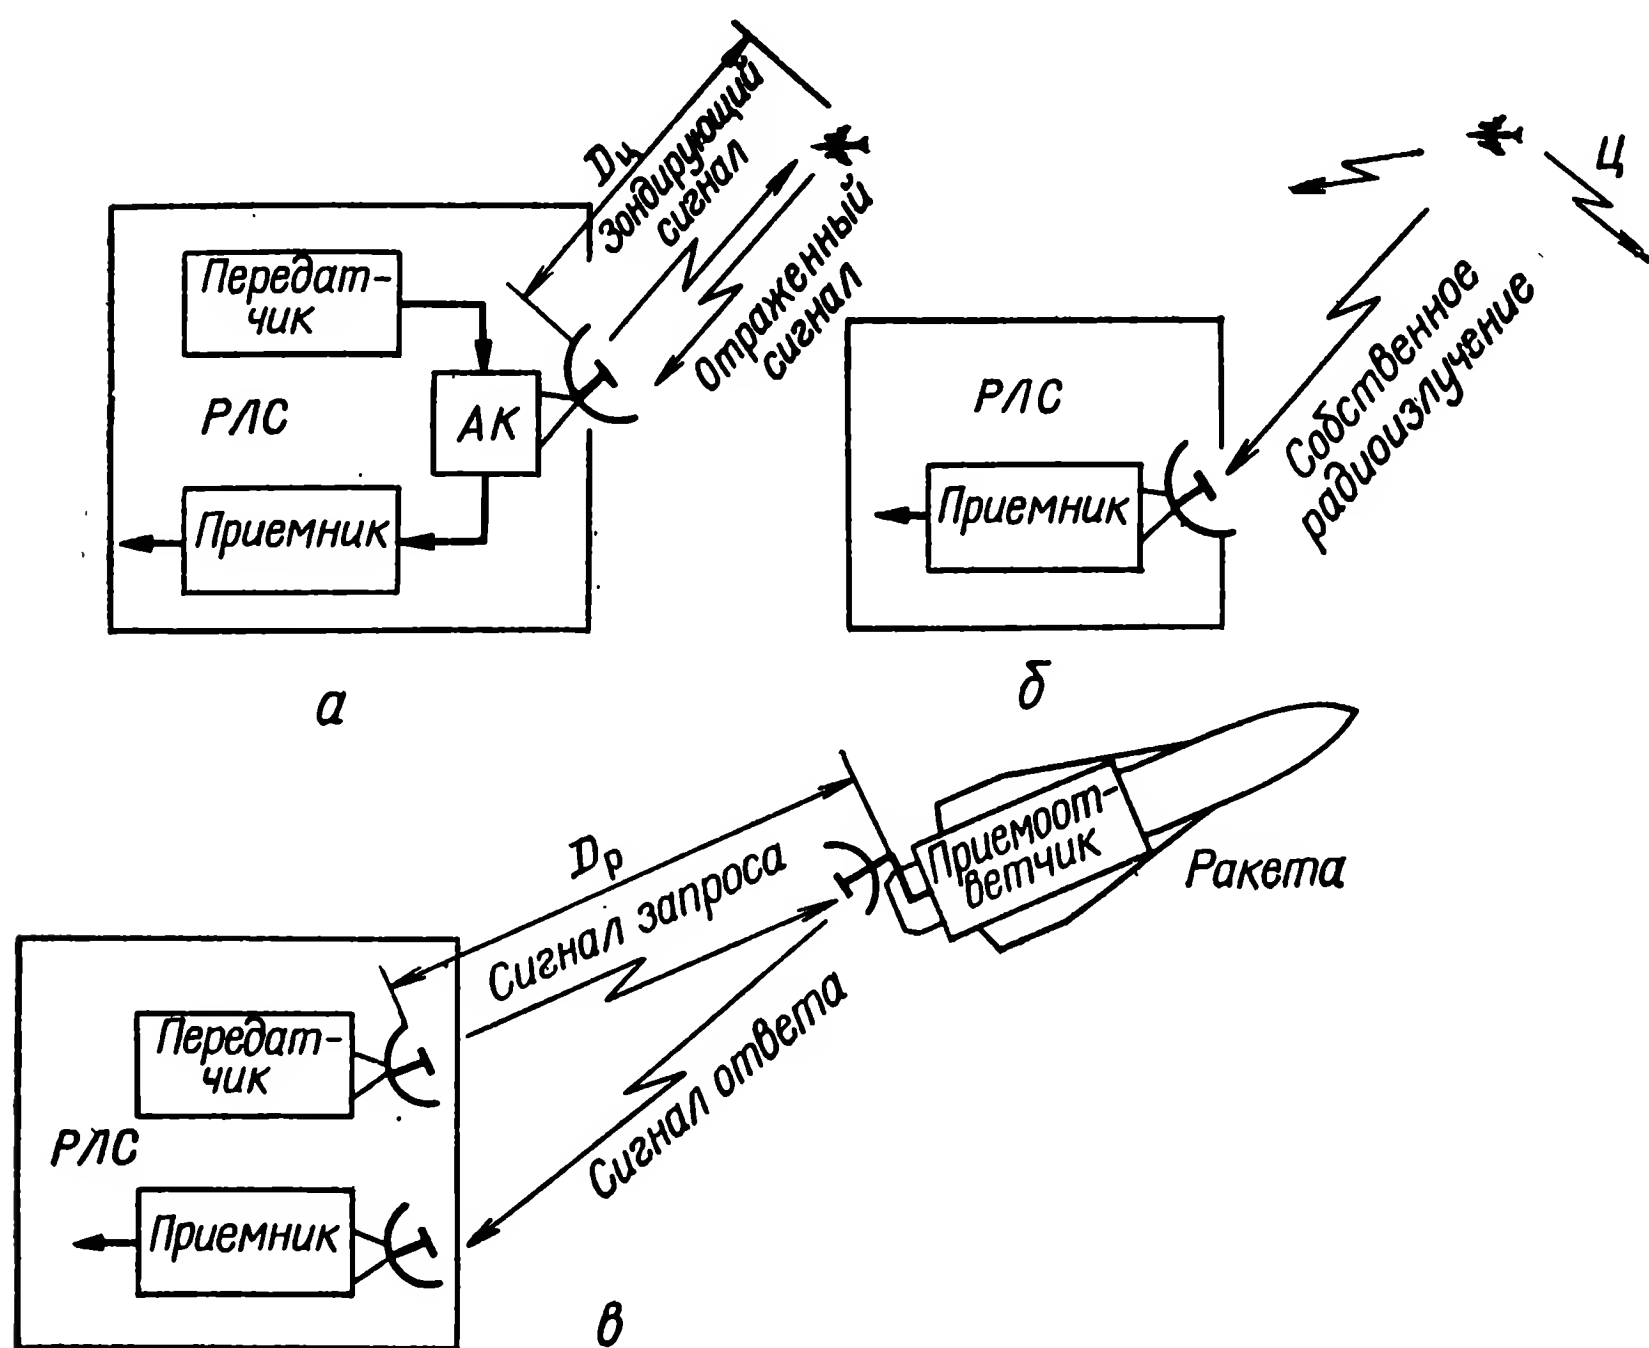 Dц
Зондирующий
сигнал
Отраженный
сигнал
Передат-
чик
РЛС
АК
Приемник
а
Ц
Собственное
радиоизлучение
РЛС
Приемник
б
Dр
Сигнал запроса
Сигнал ответа
Приемоот-
ветчик
Ракета
Передат-
чик
РЛС
Приемник
в